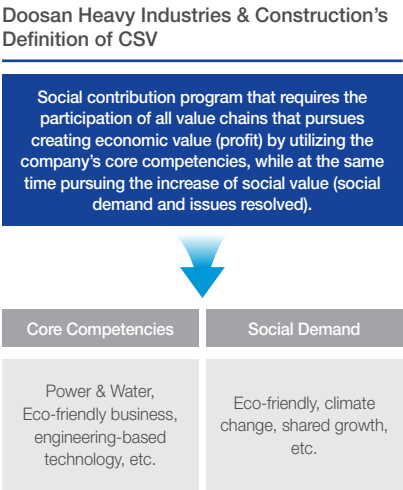 Doosan Heavy Industries & Construction's
Definition of CSV
Social contribution program that requires the
participation of all value chains that pursues
creating economic value (profit) by utilizing the
company's core competencies, while at the same
time pursuing the increase of social value (social
demand and issues resolved).
Core Competencies
Social Demand
Power & Water,
Eco-friendly business,
engineering-based
technology, etc.
Eco-friendly, climate
change, shared growth,
etc.